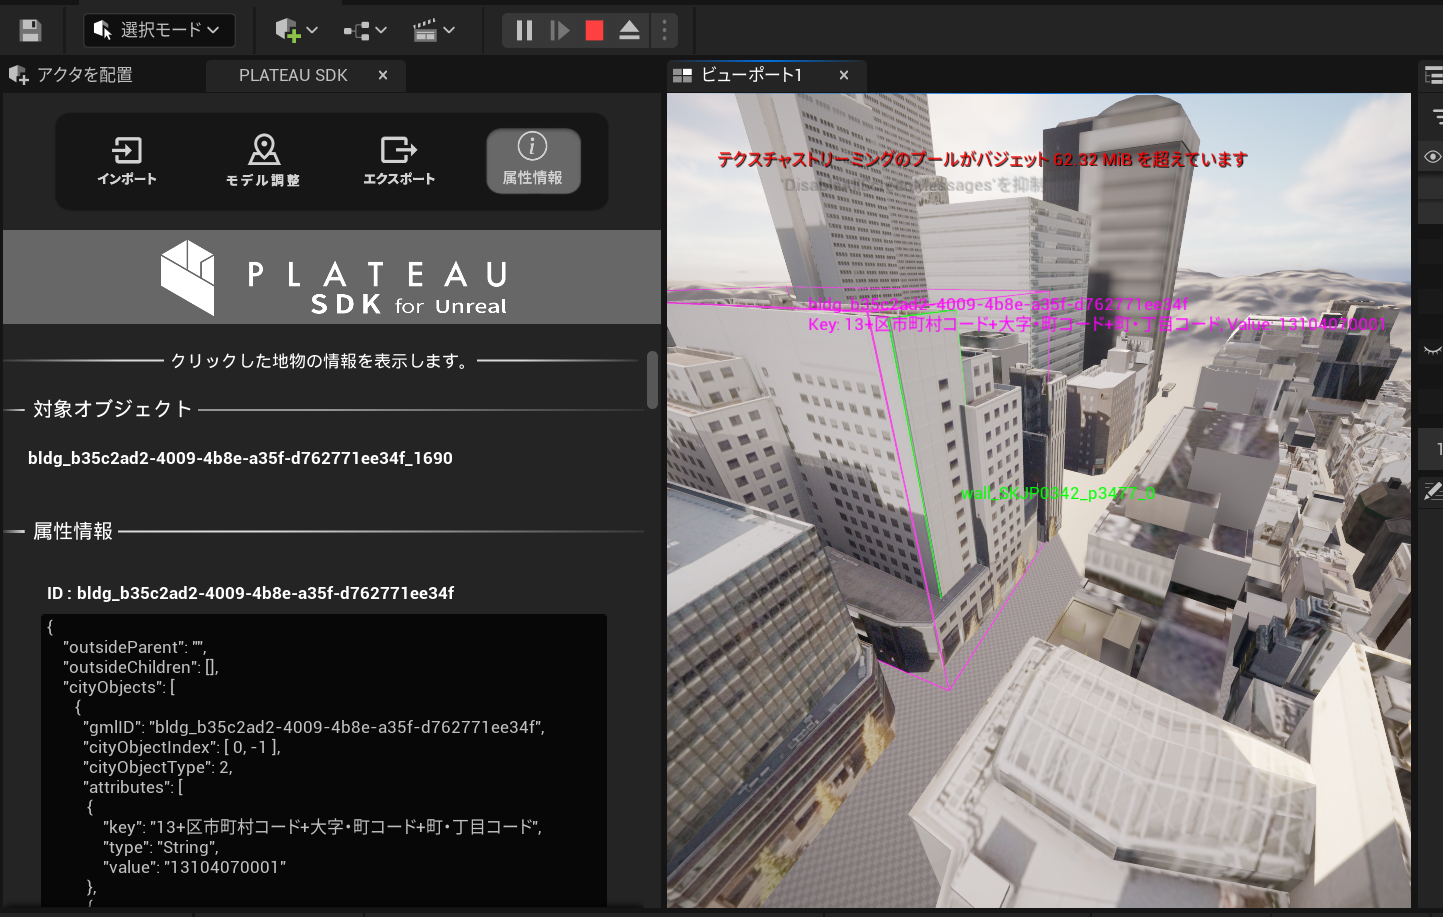 選択モード
アクタを配置
PLATEAU SDK
ビューポート1
インポート
モデル調整
エクスポート
属性情報
PLATEAU
SDK for Unreal
クリックした地物の情報を表示します。
対象オブジェクト
bldg_b35c2ad2-4009-4b8e-a35f-d762771ee34f_1690
属性情報
ID : bldg_b35c2ad2-4009-4b8e-a35f-d762771ee34f
{
"outsideParent": "",
"outsideChildren": [],
"cityObjects": [
{
"gmlID": "bldg_b35c2ad2-4009-4b8e-a35f-d762771ee34f",
"cityObjectIndex": [ 0, -1 ],
"cityObjectType": 2,
"attributes": [
{
"key": "13+区市町村コード+大字・町コード+町・丁目コード",
"type": "String",
"value": "13104070001"
},
{
テクスチャストリーミングのプールがバジェット 62.32 MiB を超えています
を抑制
bldg_b35c2ad2-4009-4b8e-a35f-d762771ee34f
Key: 13+区市町村コード+大字・町コード+町・丁目コード, Value: 13104070001
wall_SKJP0342_p3477_0
1